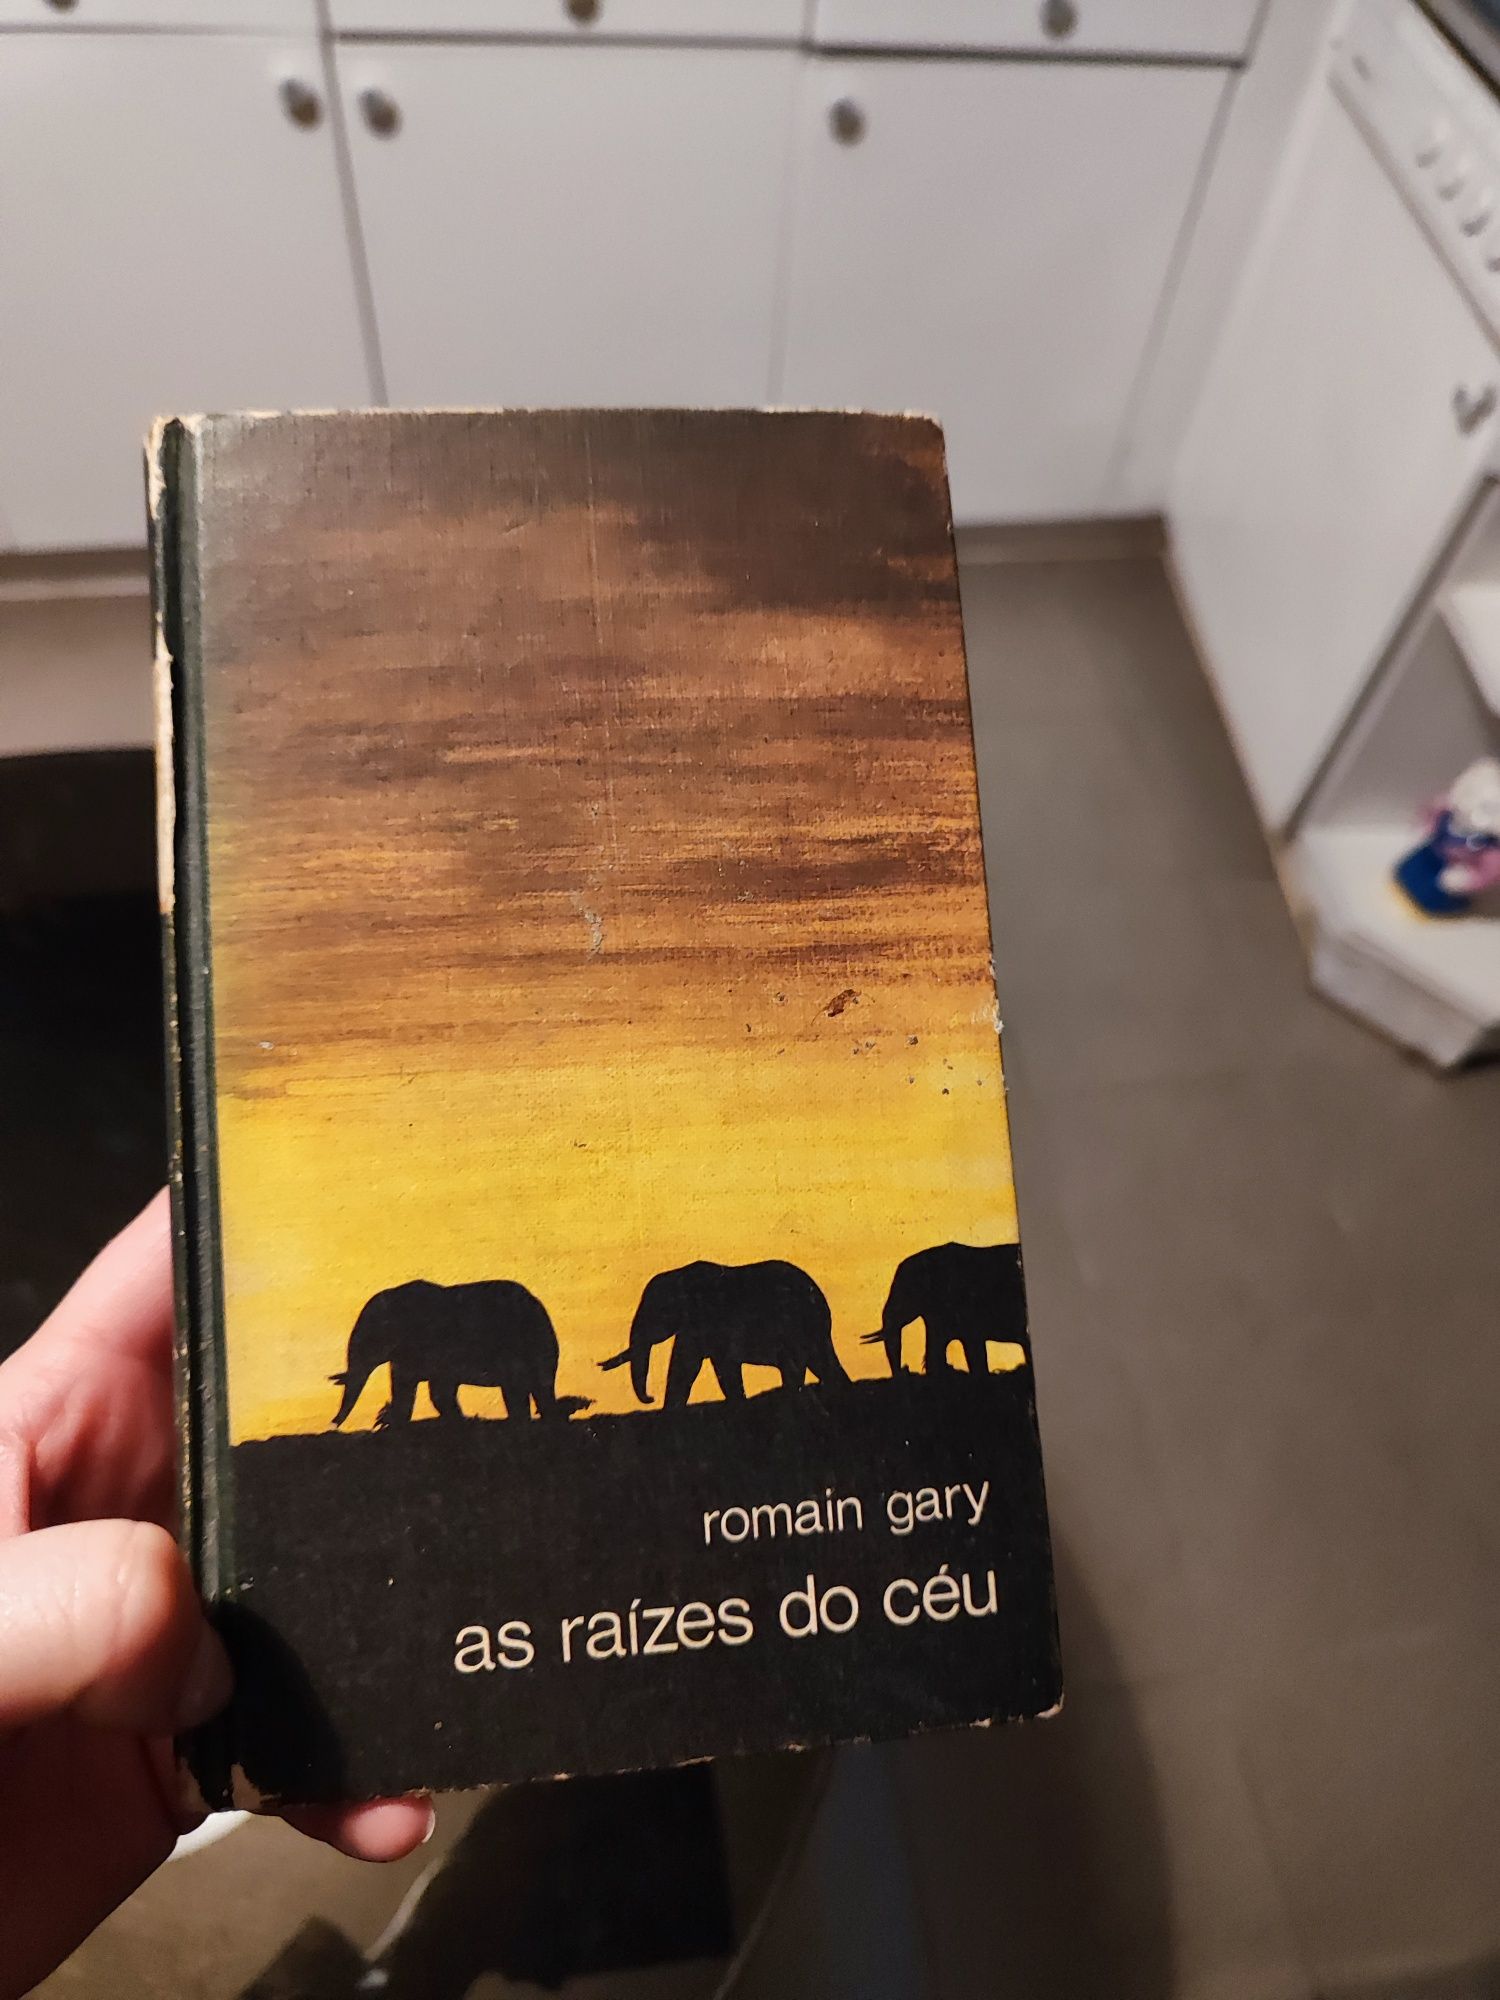 romain gary
as raízes do céu